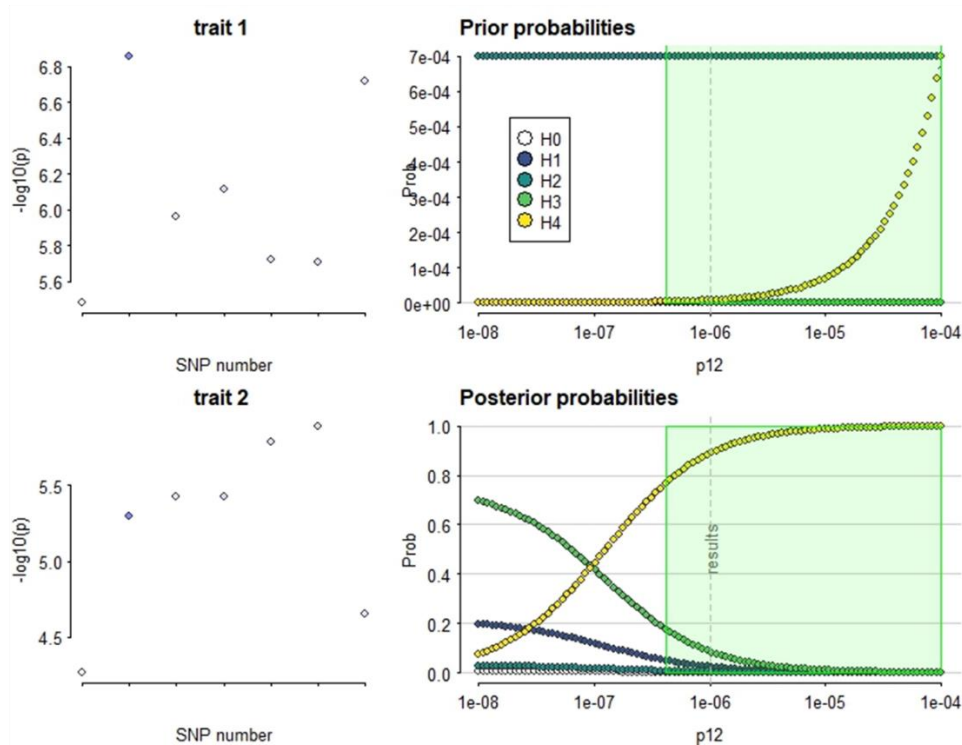 trait 1
-log10(p)
6.8
6.6
6.4
6.2
6.0
5.8
5.6
SNP number
Prior probabilities
Prob
7e-04
6e-04
5e-04
4e-04
3e-04
2e-04
1e-04
0e+00
H0
H1
H2
H3
H4
1e-08 1e-07 1e-06 1e-05 1e-04
p12
trait 2
-log10(p)
5.5
5.0
4.5
SNP number
Posterior probabilities
Prob
1.0
0.8
0.6
0.4
0.2
0.0
results
1e-08 1e-07 1e-06 1e-05 1e-04
p12